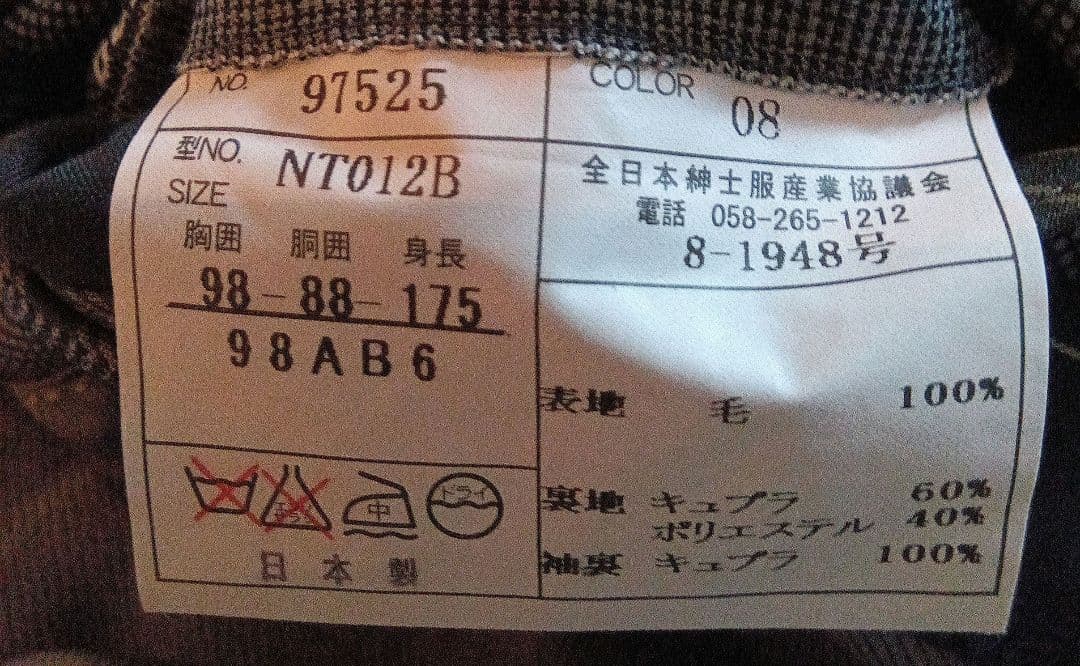 NO. 97525
COLOR 08
型NO. NT012B
SIZE
胸囲 胴囲 身長
98-88-175
98AB6
全日本紳士服産業協議会
電話 058-265-1212
8-1948号
表地 毛 100%
裏地 キュプラ 60%
ポリエステル 40%
袖裏 キュプラ 100%
中
ドライ
日本製